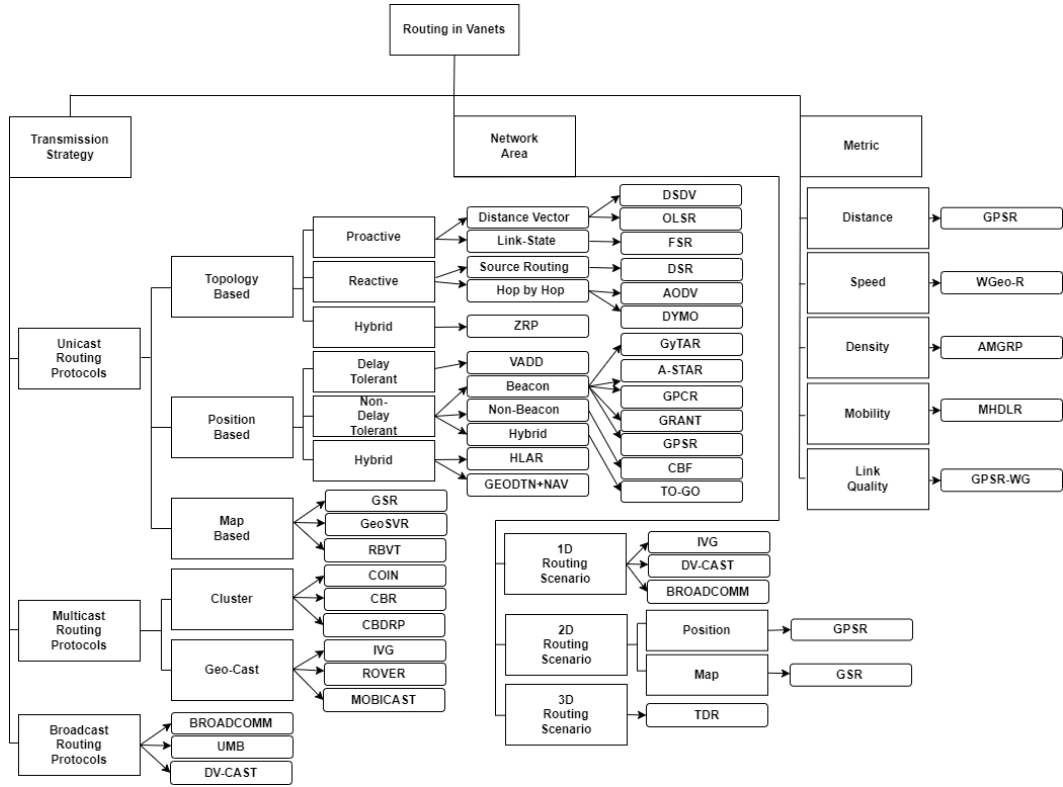 Routing in Vanets
Transmission
Strategy
Network
Area
Metric
Unicast
Routing
Protocols
Topology
Based
Proactive
Distance Vector
DSDV
OLSR
Link-State
FSR
Reactive
Source Routing
DSR
Hop by Hop
AODV
DYMO
Hybrid
ZRP
Position
Based
Delay
Tolerant
VADD
Non-
Delay
Tolerant
Beacon
GyTAR
A-STAR
GPCR
GRANT
GPSR
Non-Beacon
CBF
Hybrid
TO-GO
Hybrid
HLAR
GEODTN+NAV
Map
Based
GSR
GeoSVR
RBVT
Multicast
Routing
Protocols
Cluster
COIN
CBR
CBDRP
Geo-Cast
IVG
ROVER
MOBICAST
Broadcast
Routing
Protocols
BROADCOMM
UMB
DV-CAST
1D
Routing
Scenario
IVG
DV-CAST
BROADCOMM
2D
Routing
Scenario
Position
GPSR
Map
GSR
3D
Routing
Scenario
TDR
Distance
GPSR
Speed
WGeo-R
Density
AMGRP
Mobility
MHDLR
Link
Quality
GPSR-WG